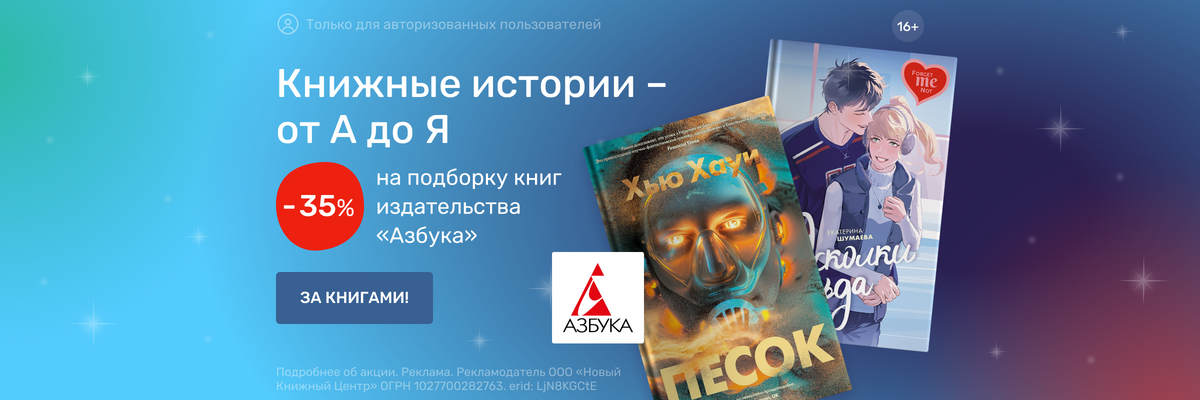 Только для авторизованных пользователей
16+
Книжные истории –
от А до Я
-35%
на подборку книг
издательства
«Азбука»
ЗА КНИГАМИ!
АЗБУКА
Хью Хауи
Financial Times
ПЕСОК
FORGET
me
NOT
ЕКАТЕРИНА
ШУМАЕВА
Подробнее об акции. Реклама. Рекламодатель ООО «Новый
Книжный Центр» ОГРН 1027700282763. erid: LjN8KGCtE